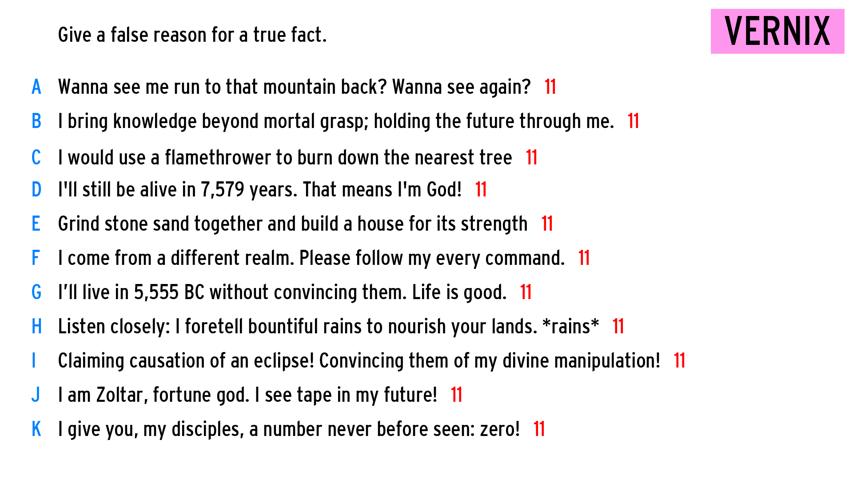 Give a false reason for a true fact.
VERNIX
A Wanna see me run to that mountain back? Wanna see again? 11
B I bring knowledge beyond mortal grasp; holding the future through me. 11
C I would use a flamethrower to burn down the nearest tree 11
D I'll still be alive in 7,579 years. That means I'm God! 11
E Grind stone sand together and build a house for its strength 11
F I come from a different realm. Please follow my every command. 11
G I'll live in 5,555 BC without convincing them. Life is good. 11
H Listen closely: I foretell bountiful rains to nourish your lands. *rains* 11
I Claiming causation of an eclipse! Convincing them of my divine manipulation! 11
J I am Zoltar, fortune god. I see tape in my future! 11
K I give you, my disciples, a number never before seen: zero! 11